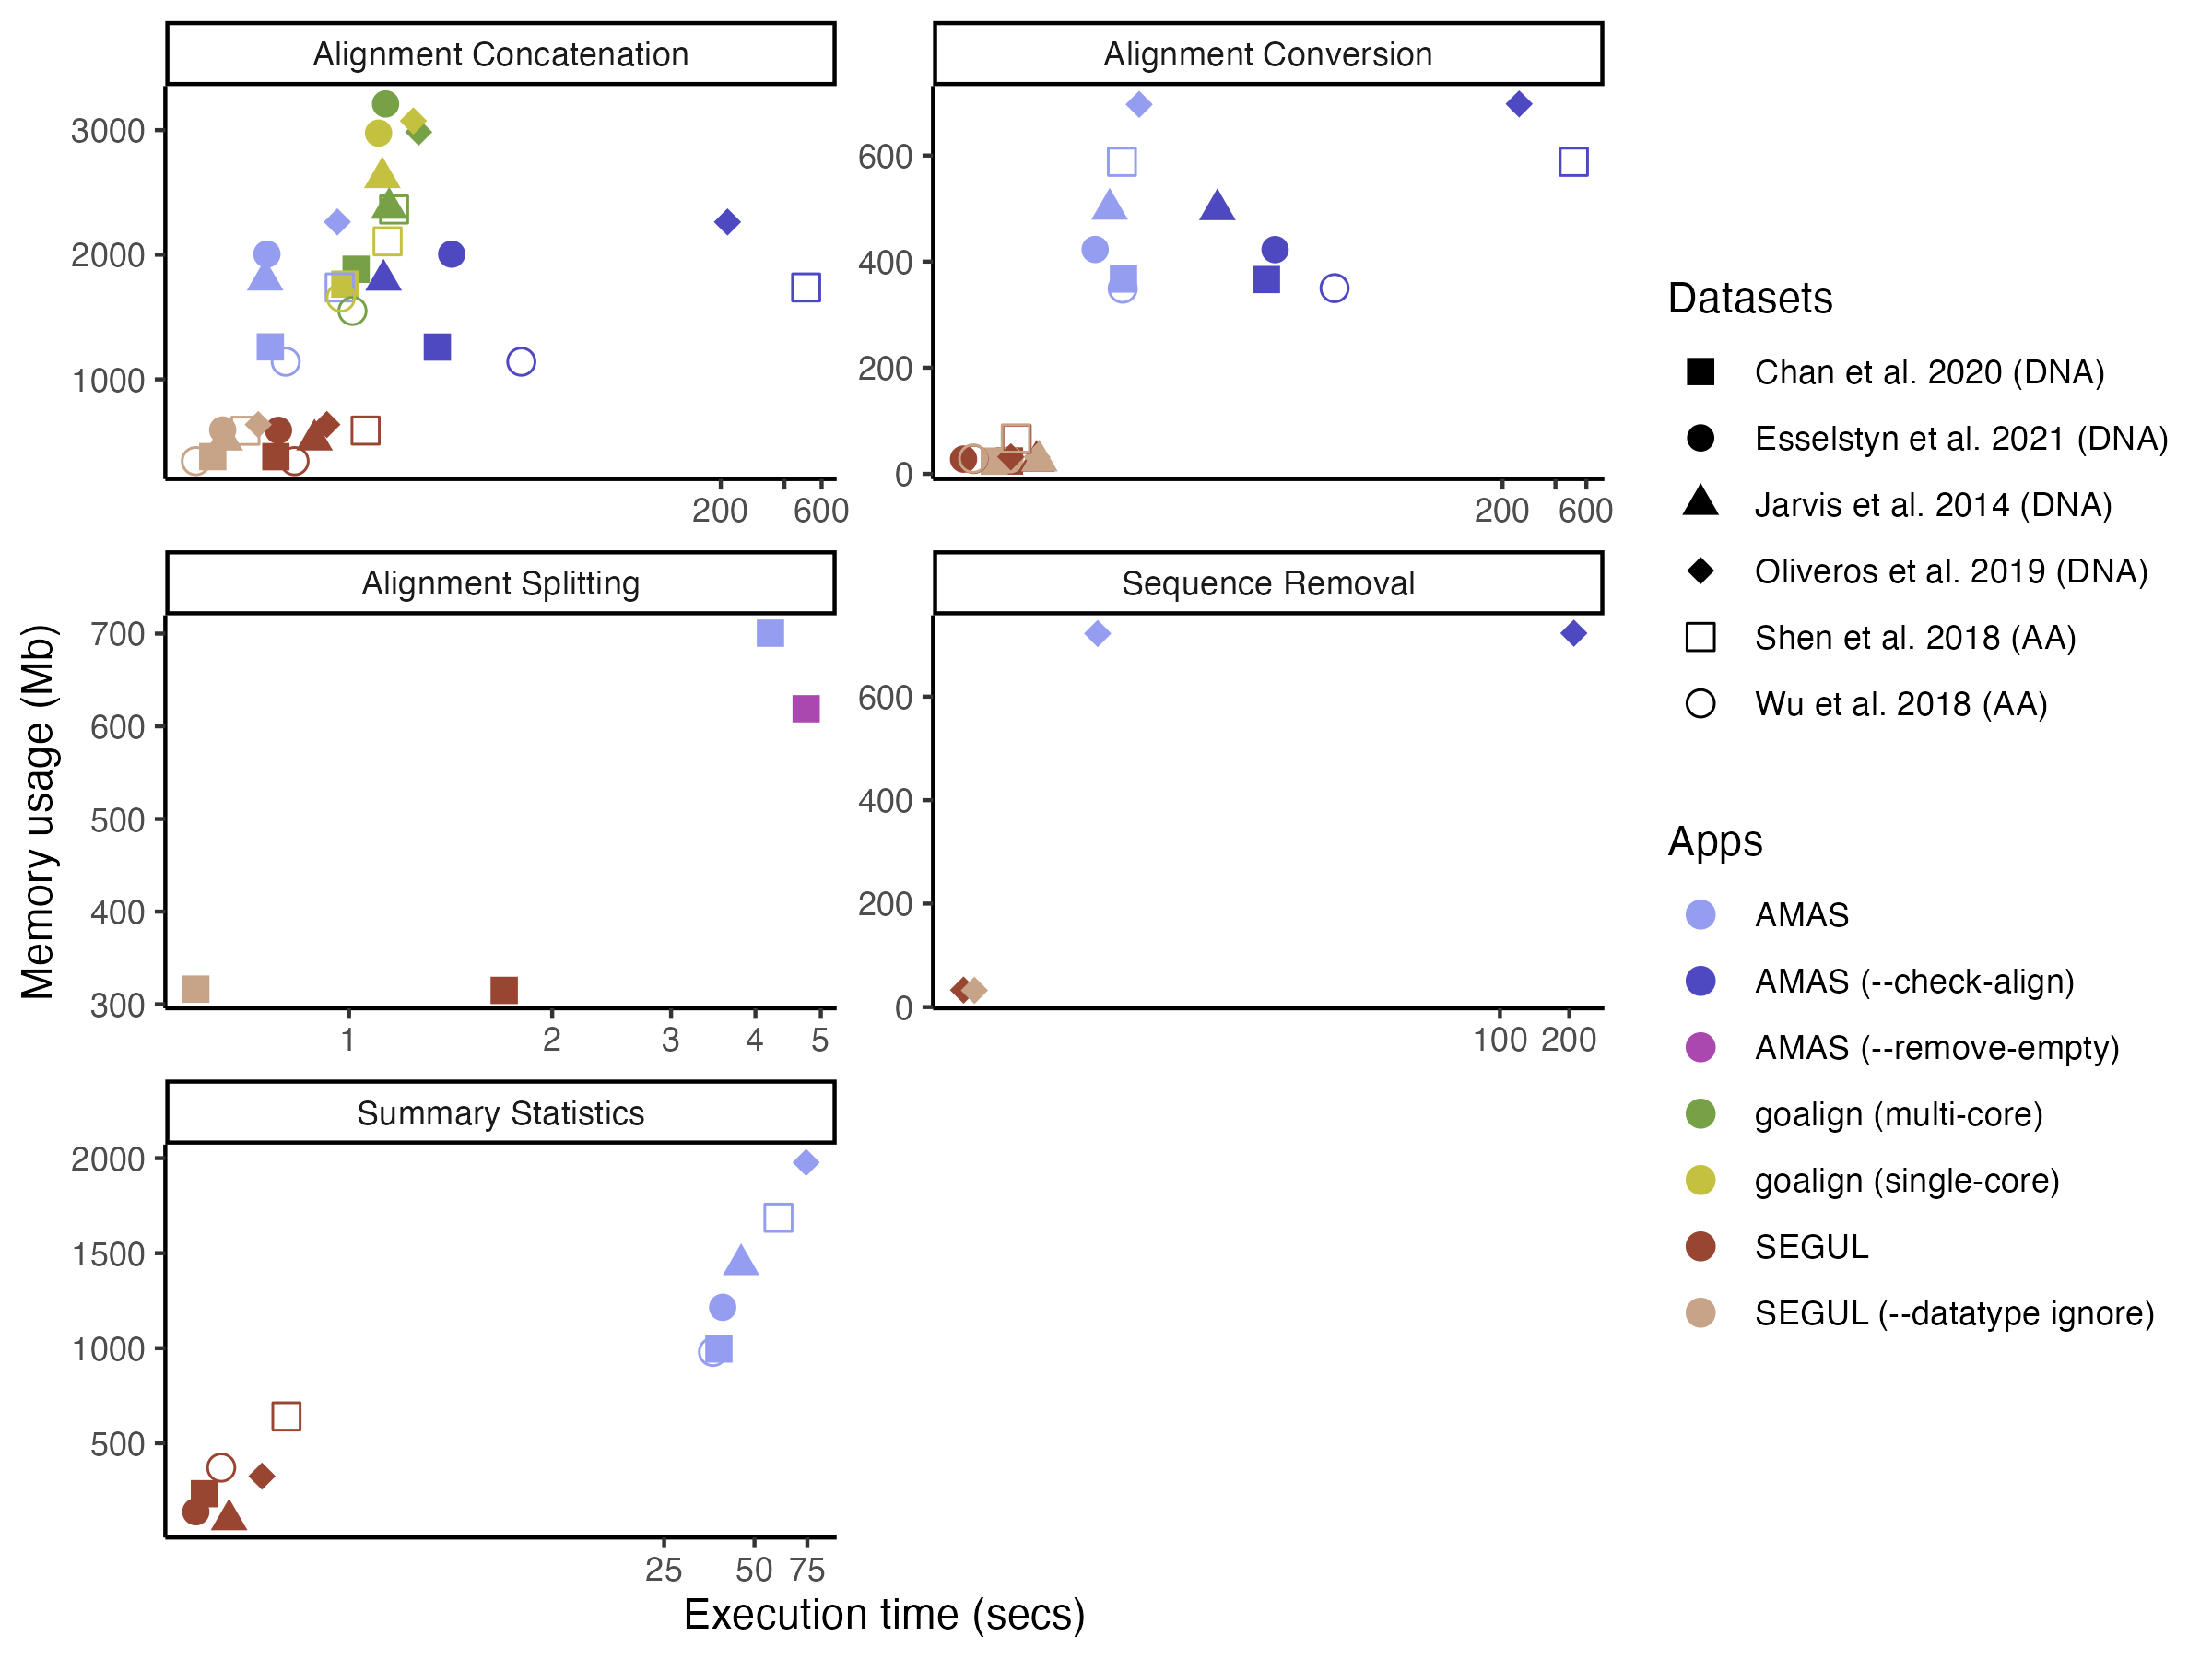 Alignment Concatenation
Alignment Conversion
3000
2000
1000
200
600
600
400
200
0
200
600
Alignment Splitting
Sequence Removal
Memory usage (Mb)
700
600
500
400
300
1
2
3
4
5
600
400
200
0
100
200
Summary Statistics
2000
1500
1000
500
25
50
75
Execution time (secs)
Datasets
Chan et al. 2020 (DNA)
Esselstyn et al. 2021 (DNA)
Jarvis et al. 2014 (DNA)
Oliveros et al. 2019 (DNA)
Shen et al. 2018 (AA)
Wu et al. 2018 (AA)
Apps
AMAS
AMAS (--check-align)
AMAS (--remove-empty)
goalign (multi-core)
goalign (single-core)
SEGUL
SEGUL (--datatype ignore)